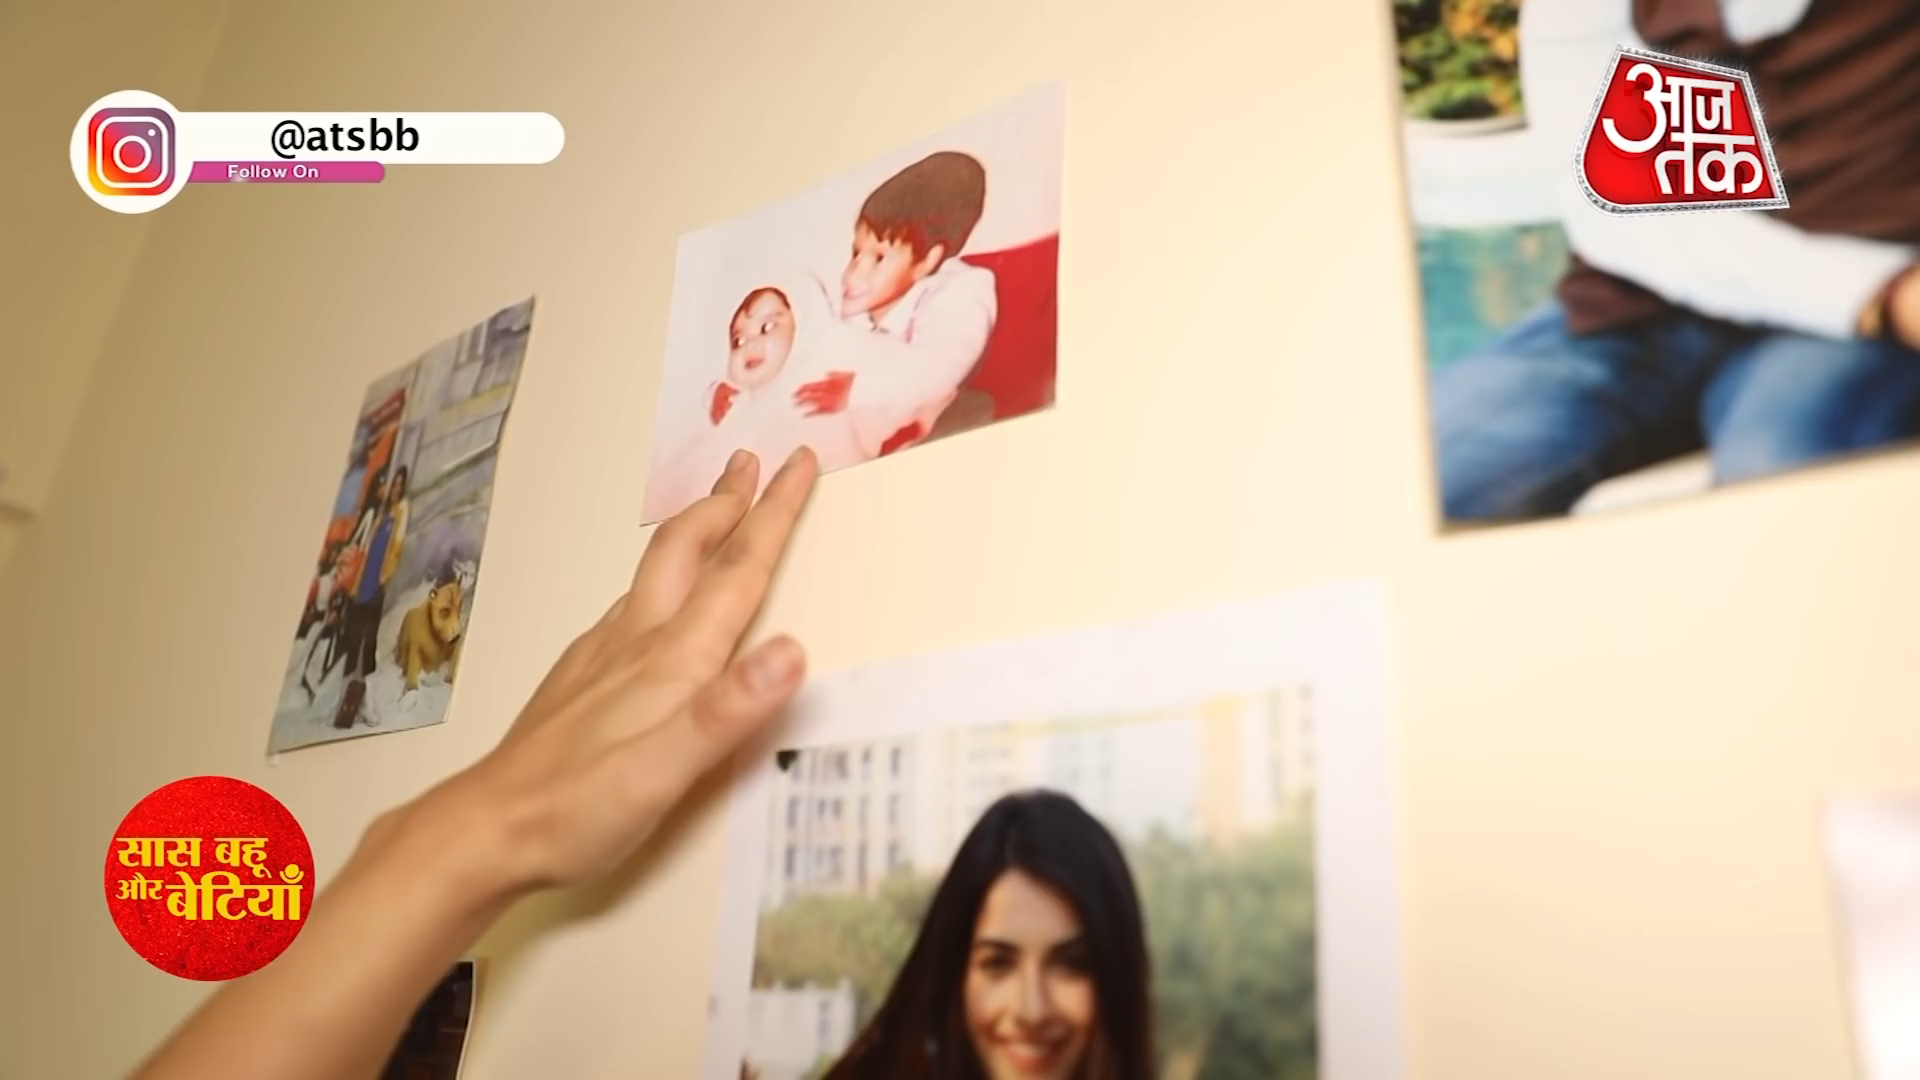 @atsbb
Follow On
आज
तक
सास बहू
और बेटियाँ